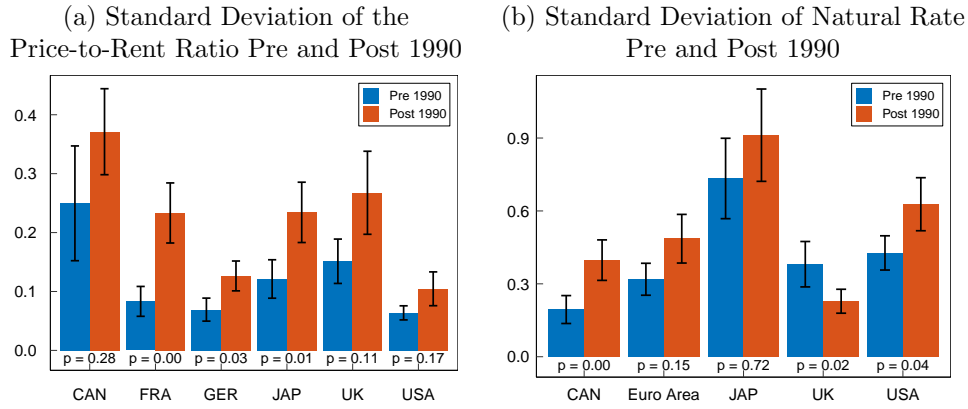 (a) Standard Deviation of the
Price-to-Rent Ratio Pre and Post 1990
Pre 1990
Post 1990
0.4
0.3
0.2
0.1
0.0
p = 0.28 p = 0.00 p = 0.03 p = 0.01 p = 0.11 p = 0.17
CAN FRA GER JAP UK USA
(b) Standard Deviation of Natural Rate
Pre and Post 1990
Pre 1990
Post 1990
0.9
0.6
0.3
0.0
p = 0.00 p = 0.15 p = 0.72 p = 0.02 p = 0.04
CAN Euro Area JAP UK USA